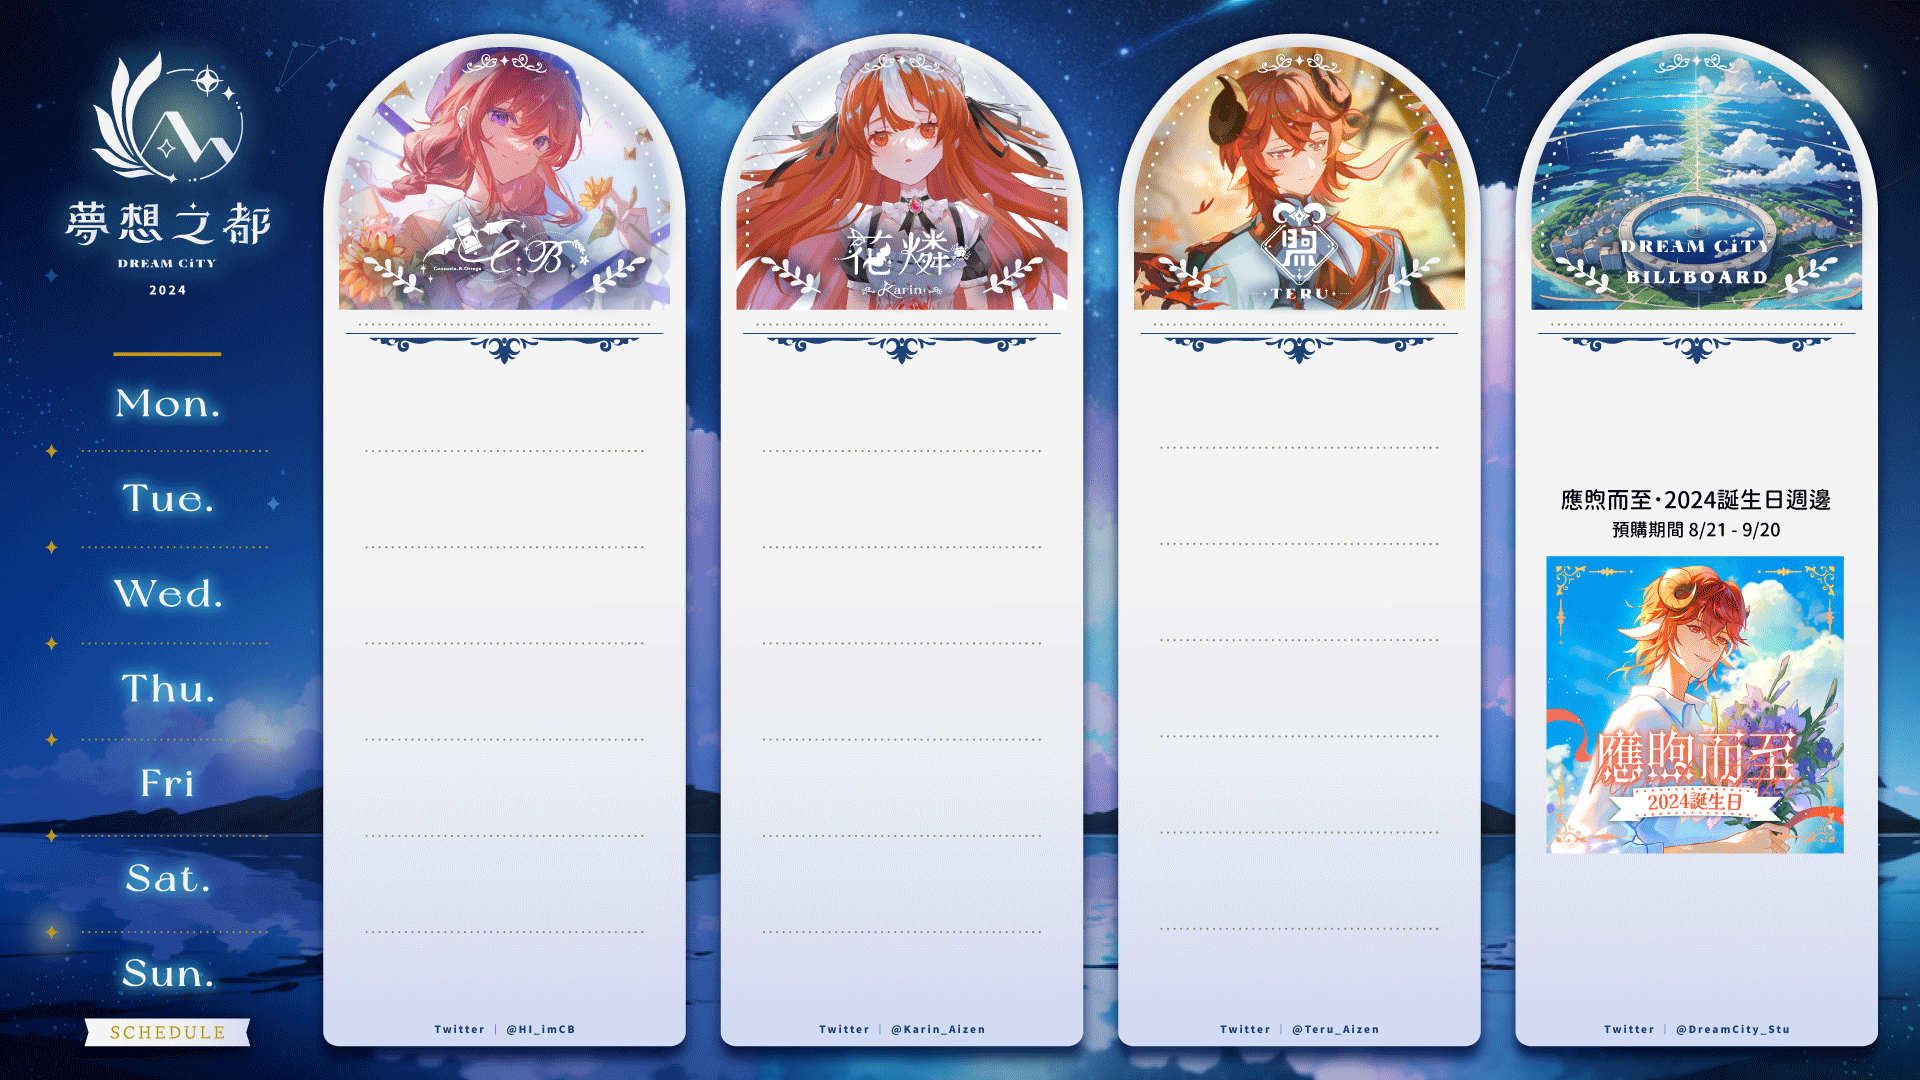 夢想之都
DREAM CiTY
2024
Mon.
Tue.
Wed.
Thu.
Fri
Sat.
Sun.
SCHEDULE
C.B
Consuela.B.Ortega
Twitter | @HI_imCB
花燐
Karin
Twitter | @Karin_Aizen
煦
TERU
Twitter | @Teru_Aizen
DREAM CiTY
BILLBOARD
應煦而至·2024誕生日週邊
預購期間 8/21 - 9/20
應煦而至
2024誕生日
Twitter | @DreamCity_Stu